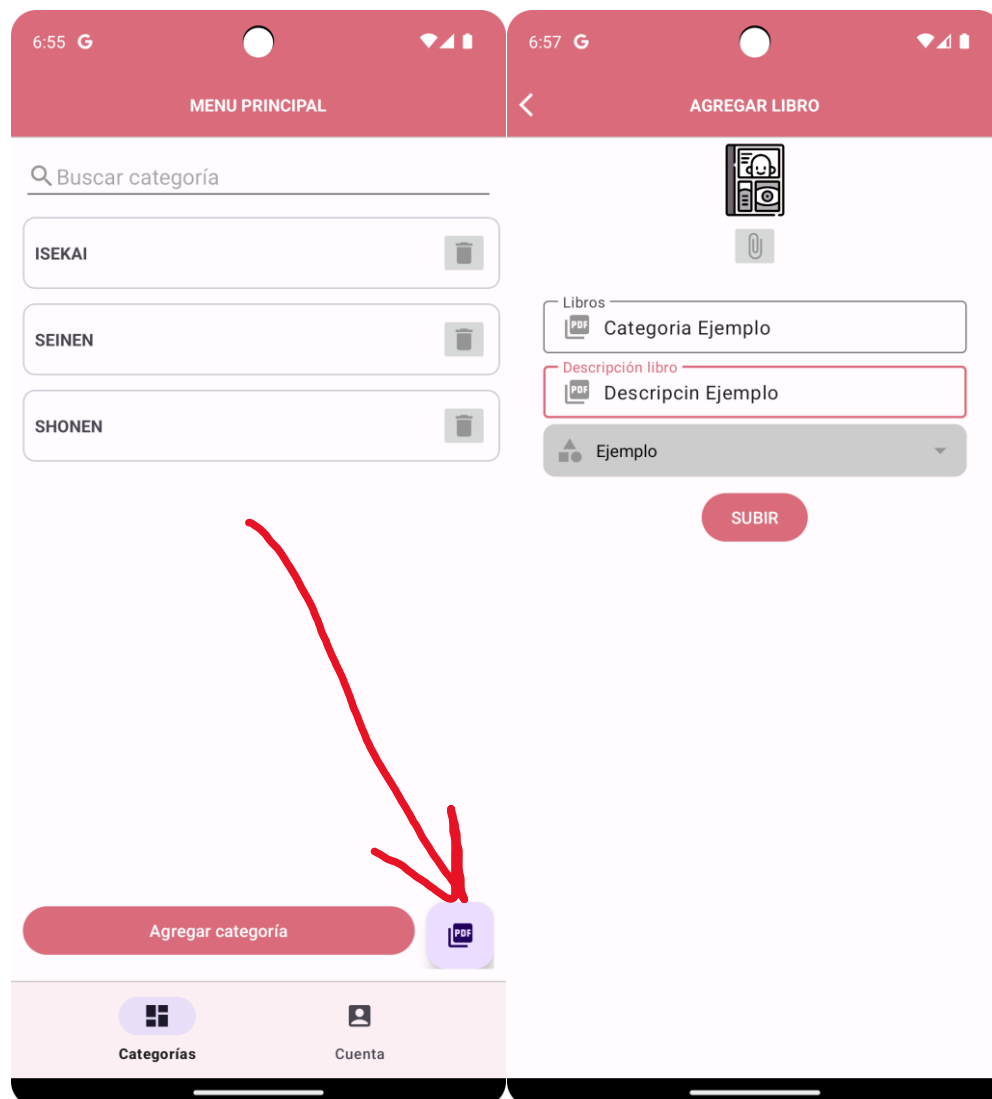 6:55 G
MENU PRINCIPAL
Buscar categoría
ISEKAI
SEINEN
SHONEN
Agregar categoría
PDF
Categorías
Cuenta
6:57 G
AGREGAR LIBRO
Libros
PDF Categoria Ejemplo
Descripción libro
PDF Descripcin Ejemplo
Ejemplo
SUBIR